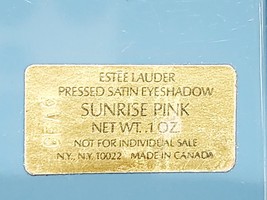 ESTEE LAUDER
PRESSED SATIN EYESHADOW
SUNRISE PINK
NET WT. .1 OZ.
NOT FOR INDIVIDUAL SALE
N.Y., N.Y. 10022 MADE IN CANADA